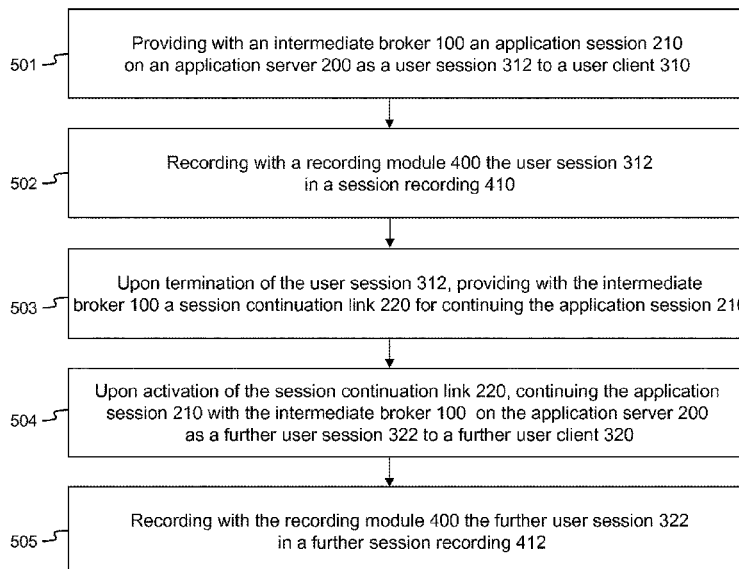 Providing with an intermediate broker 100 an application session 210
on an application server 200 as a user session 312 to a user client 310
501
Recording with a recording module 400 the user session 312
in a session recording 410
502
Upon termination of the user session 312, providing with the intermediate
broker 100 a session continuation link 220 for continuing the application session 210
503
Upon activation of the session continuation link 220, continuing the application
session 210 with the intermediate broker 100 on the application server 200
as a further user session 322 to a further user client 320
504
Recording with the recording module 400 the further user session 322
in a further session recording 412
505